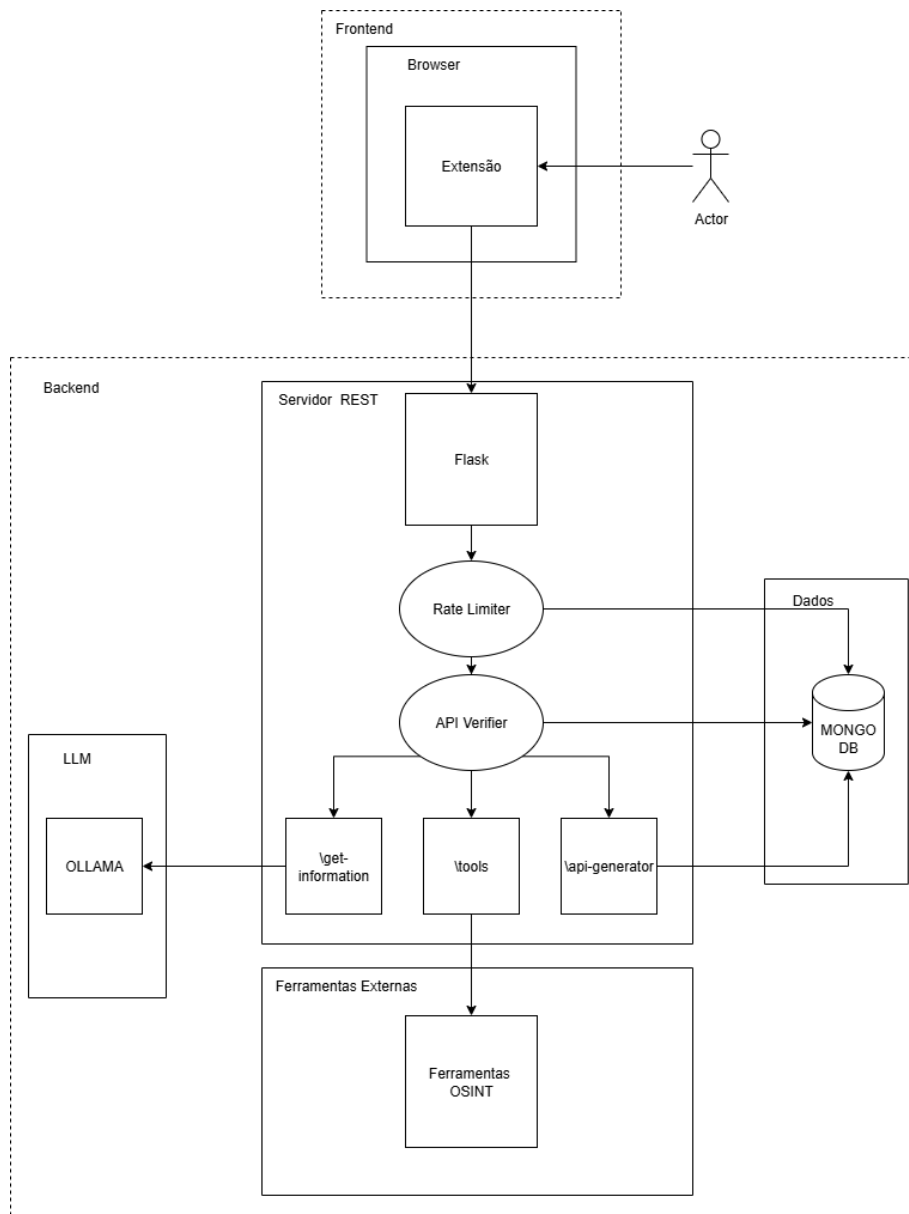 Frontend
Browser
Extensão
Actor
Backend
Servidor REST
Flask
Rate Limiter
Dados
API Verifier
MONGO
DB
LLM
OLLAMA
\get-
information
\tools
\api-generator
Ferramentas Externas
Ferramentas
OSINT